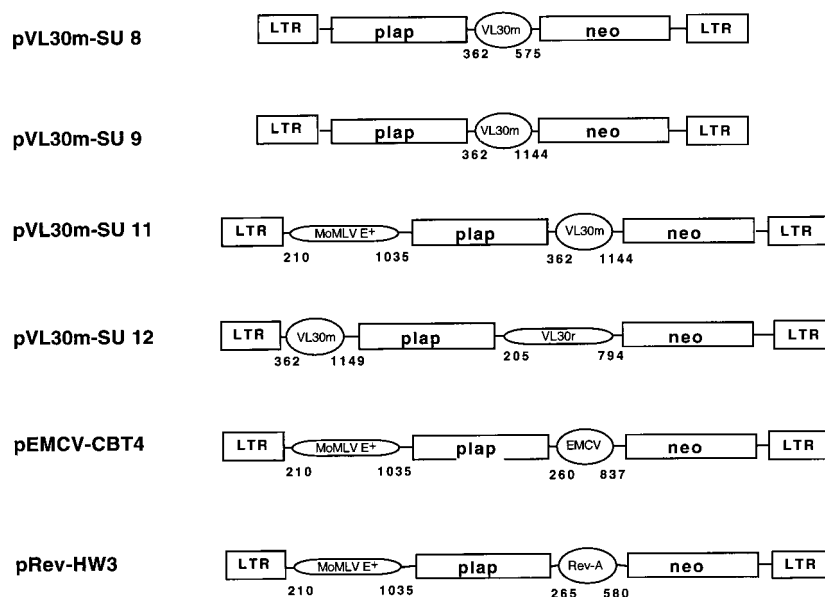 pVL30m-SU 8 LTR plap VL30m neo LTR
362 575
pVL30m-SU 9 LTR plap VL30m neo LTR
362 1144
pVL30m-SU 11 LTR MoMLV E+ plap VL30m neo LTR
210 1035 362 1144
pVL30m-SU 12 LTR VL30m plap VL30r neo LTR
362 1149 205 794
pEMCV-CBT4 LTR MoMLV E+ plap EMCV neo LTR
210 1035 260 837
pRev-HW3 LTR MoMLV E+ plap Rev-A neo LTR
210 1035 265 580